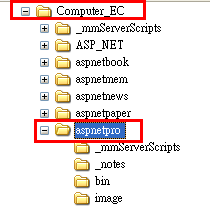 Computer_EC
_mmServerScripts
ASP_NET
aspnetbook
aspnetmem
aspnetnews
aspnetpaper
aspnetpro
_mmServerScripts
_notes
bin
image